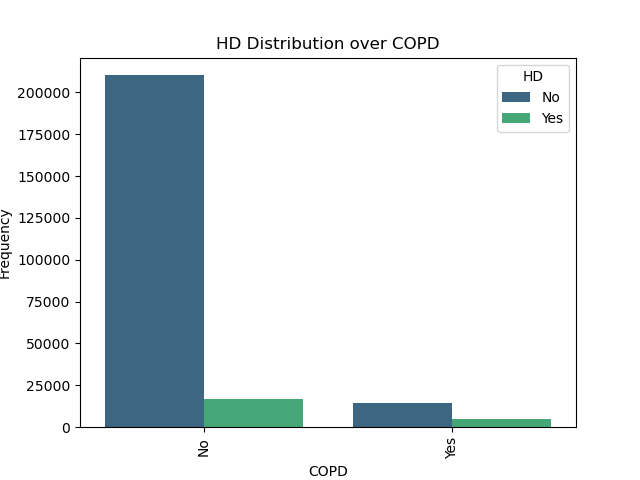 HD Distribution over COPD
HD
No
Yes
200000
175000
150000
125000
100000
75000
50000
25000
0
Frequency
No
Yes
COPD